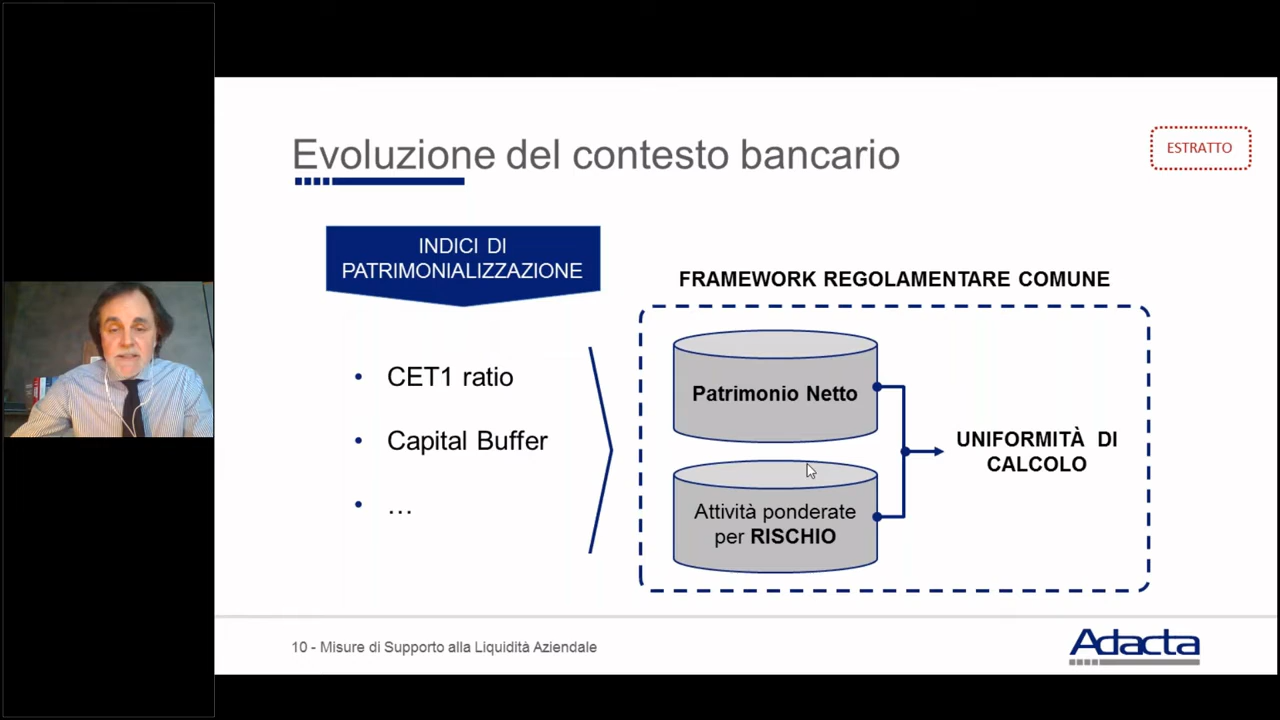 Evoluzione del contesto bancario
ESTRATTO
INDICI DI
PATRIMONIALIZZAZIONE
• CET1 ratio
• Capital Buffer
• …
FRAMEWORK REGOLAMENTARE COMUNE
Patrimonio Netto
Attività ponderate
per RISCHIO
UNIFORMITÀ DI
CALCOLO
10 - Misure di Supporto alla Liquidità Aziendale
Adacta